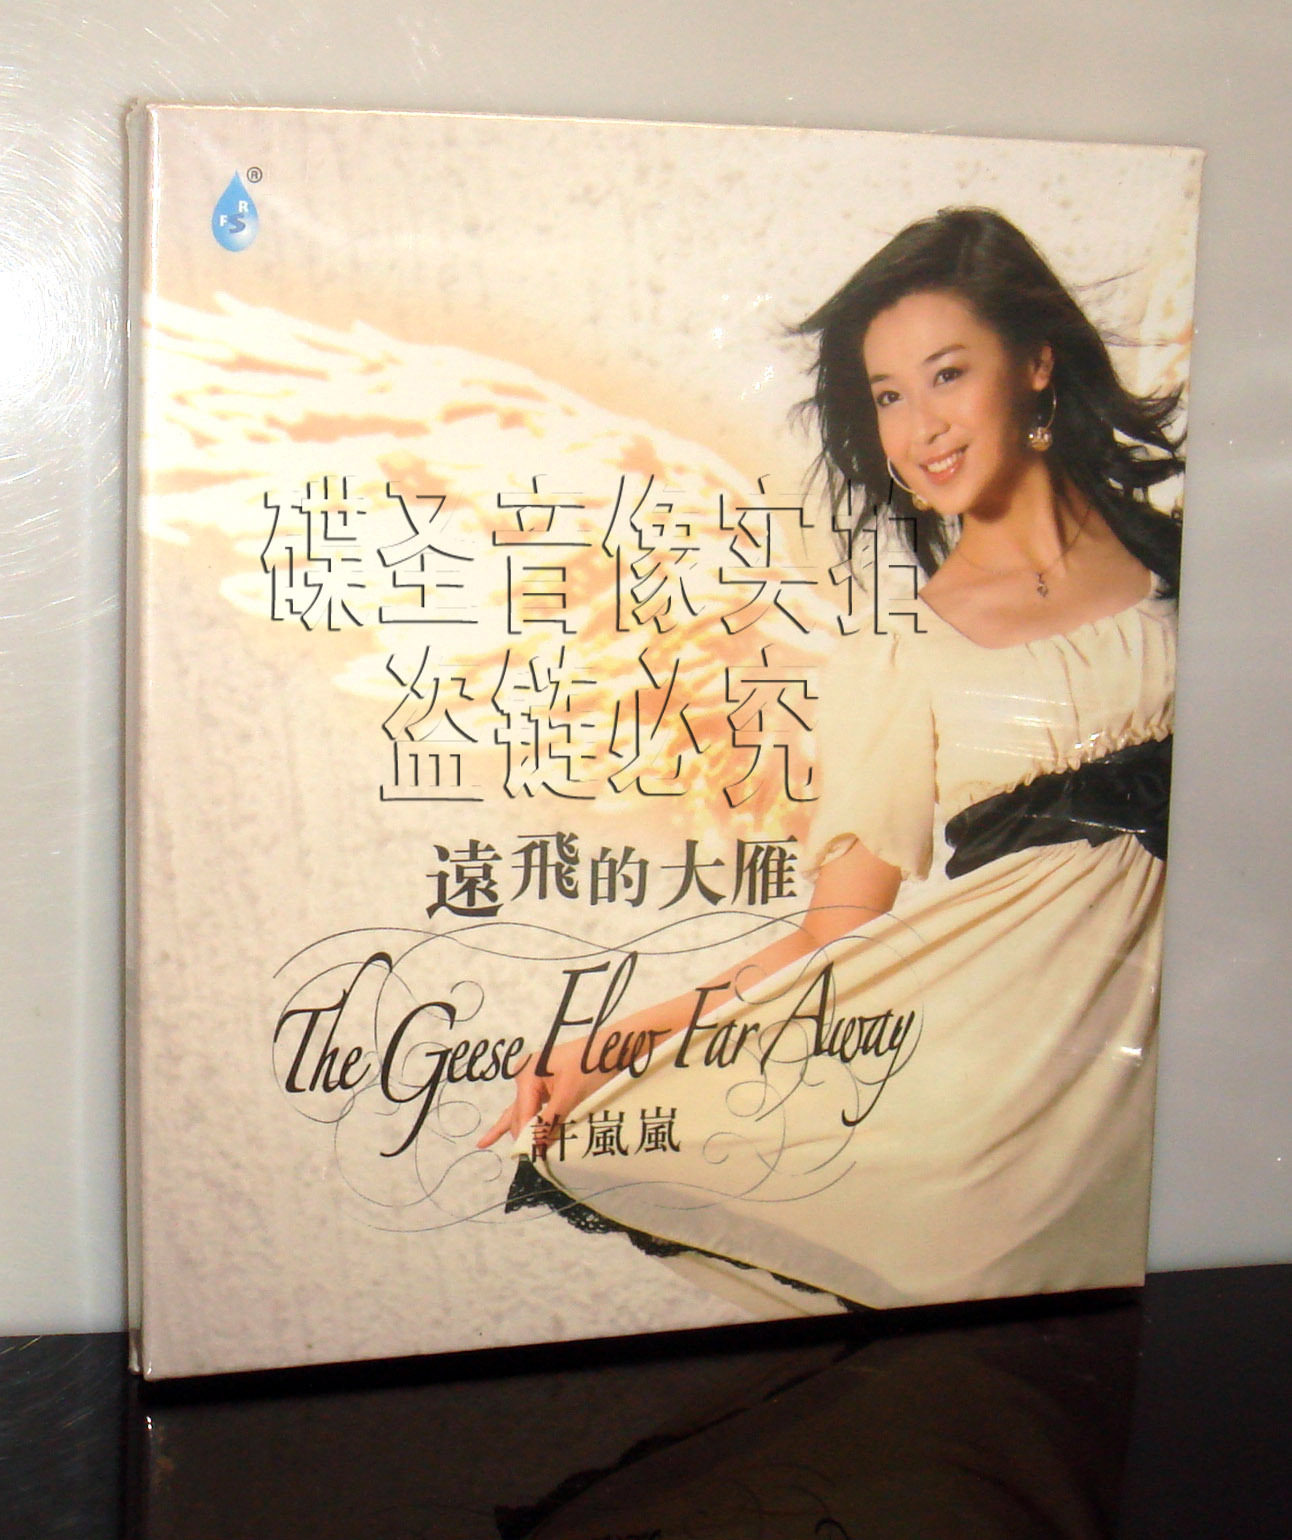 ®
F R
S
碟圣音像实拍
盗链必究
遠飛的大雁
The Geese Flew Far Away
許嵐嵐